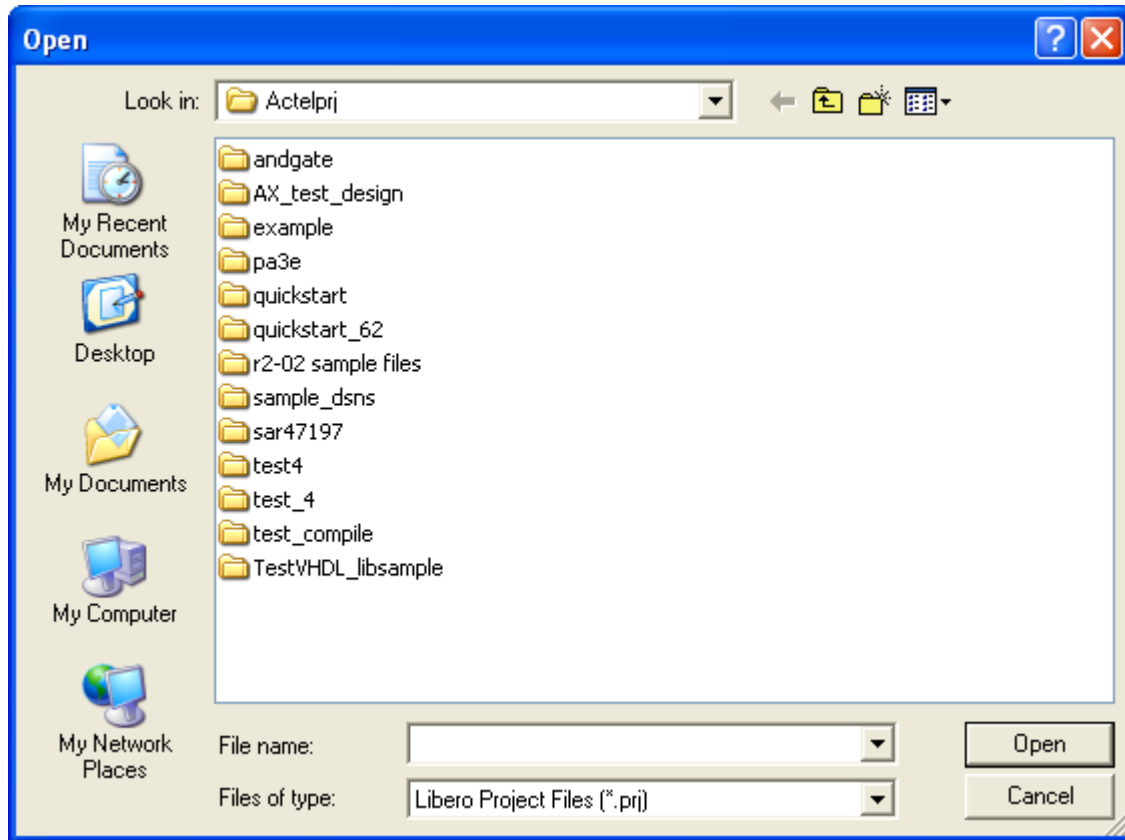 Open
Look in: Actelprj
My Recent
Documents
Desktop
My Documents
My Computer
My Network
Places
andgate
AX_test_design
example
pa3e
quickstart
quickstart_62
r2-02 sample files
sample_dsns
sar47197
test4
test_4
test_compile
TestVHDL_libsample
File name:
Open
Files of type: Libero Project Files (*.prj)
Cancel